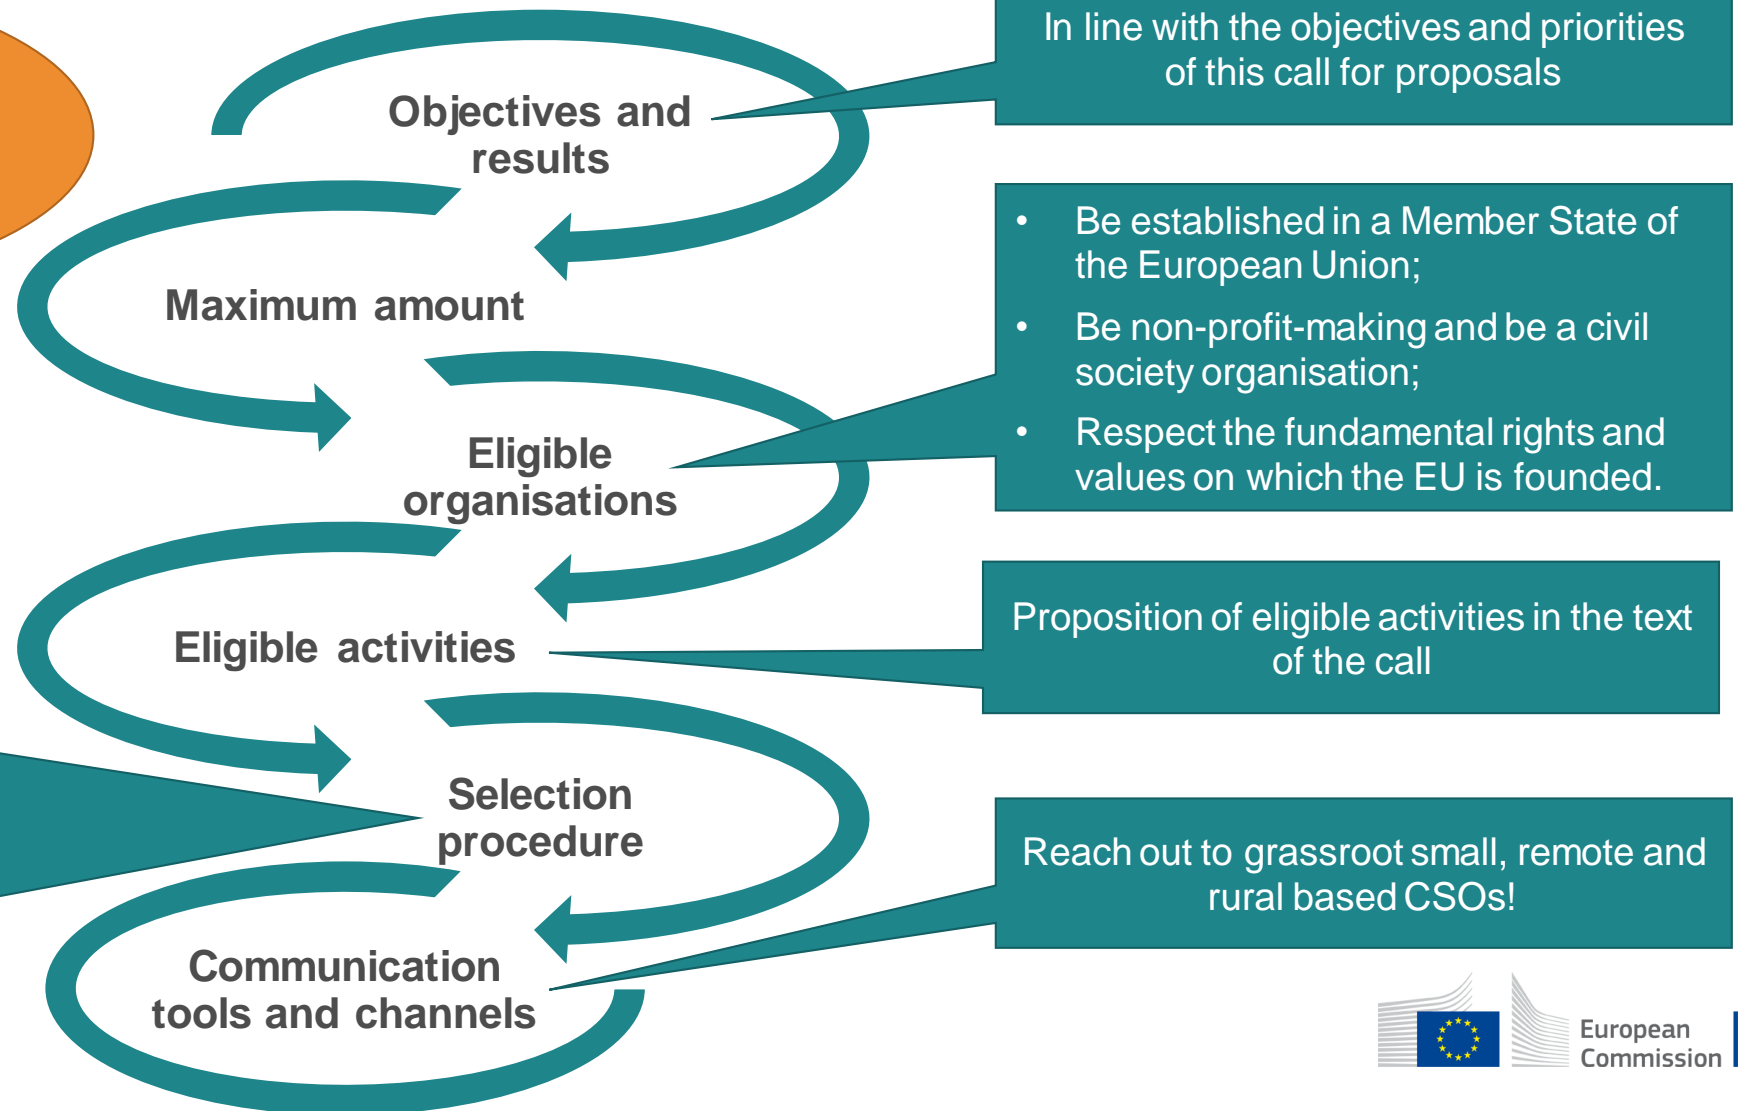 In line with the objectives and priorities
of this call for proposals
Objectives and
results
• Be established in a Member State of
the European Union;
• Be non-profit-making and be a civil
society organisation;
• Respect the fundamental rights and
values on which the EU is founded.
Maximum amount
Eligible
organisations
Proposition of eligible activities in the text
of the call
Eligible activities
Selection
procedure
Reach out to grassroot small, remote and
rural based CSOs!
Communication
tools and channels
European
Commission